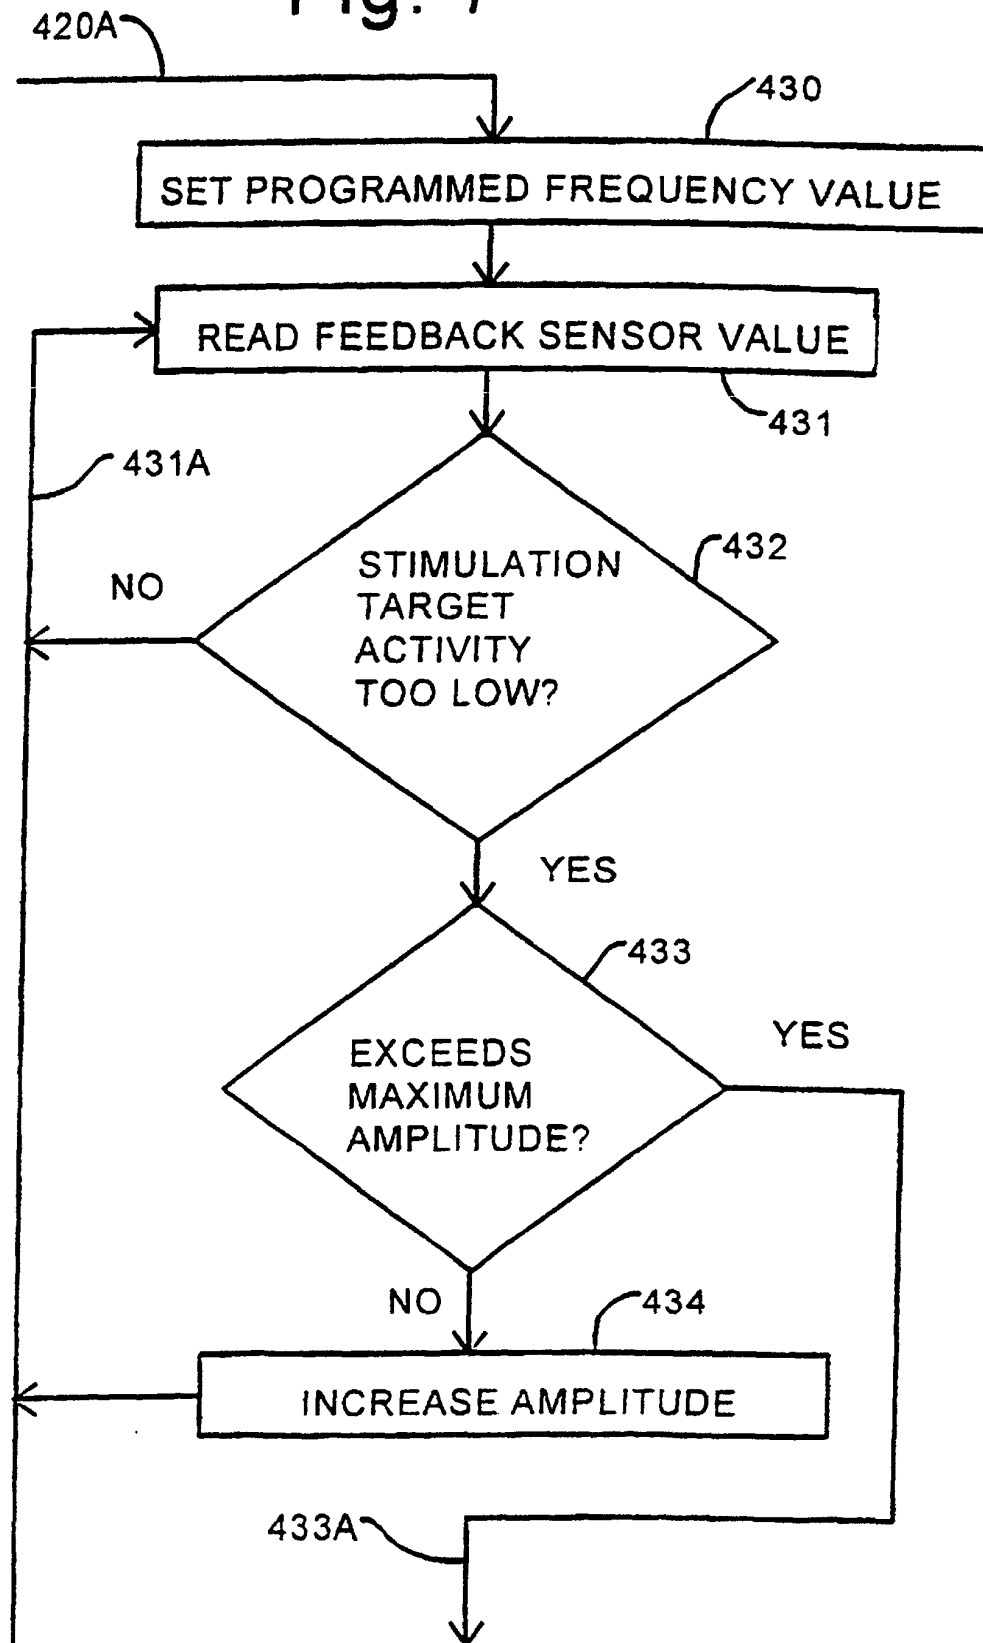 420A
430
SET PROGRAMMED FREQUENCY VALUE
READ FEEDBACK SENSOR VALUE
431
431A
432
NO
STIMULATION
TARGET
ACTIVITY
TOO LOW?
YES
433
YES
EXCEEDS
MAXIMUM
AMPLITUDE?
NO
434
INCREASE AMPLITUDE
433A